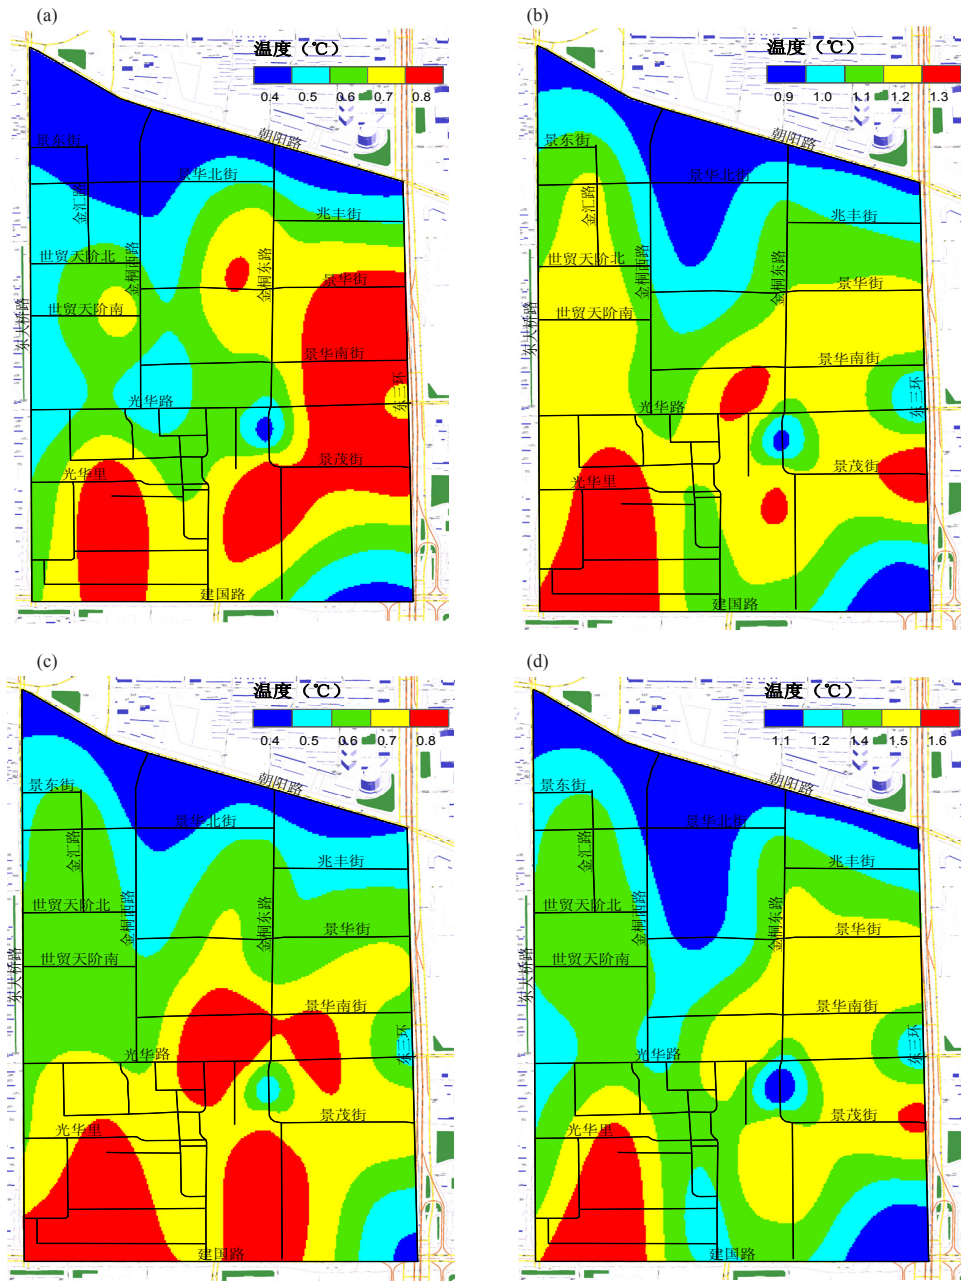 (a)
温度（℃）
0.4 0.5 0.6 0.7 0.8
朝阳路
景东街
景华北街
金汇路
兆丰街
世贸天阶北
金桐西路
金桐东路
景华街
世贸天阶南
东大桥路
景华南街
东三环
光华路
景茂街
光华里
建国路
(b)
温度（℃）
0.9 1.0 1.1 1.2 1.3
朝阳路
景东街
景华北街
金汇路
兆丰街
世贸天阶北
金桐西路
金桐东路
景华街
世贸天阶南
东大桥路
景华南街
东三环
光华路
景茂街
光华里
建国路
(c)
温度（℃）
0.4 0.5 0.6 0.7 0.8
朝阳路
景东街
景华北街
金汇路
兆丰街
世贸天阶北
金桐西路
金桐东路
景华街
世贸天阶南
东大桥路
景华南街
东三环
光华路
景茂街
光华里
建国路
(d)
温度（℃）
1.1 1.2 1.4 1.5 1.6
朝阳路
景东街
景华北街
金汇路
兆丰街
世贸天阶北
金桐西路
金桐东路
景华街
世贸天阶南
东大桥路
景华南街
东三环
光华路
景茂街
光华里
建国路